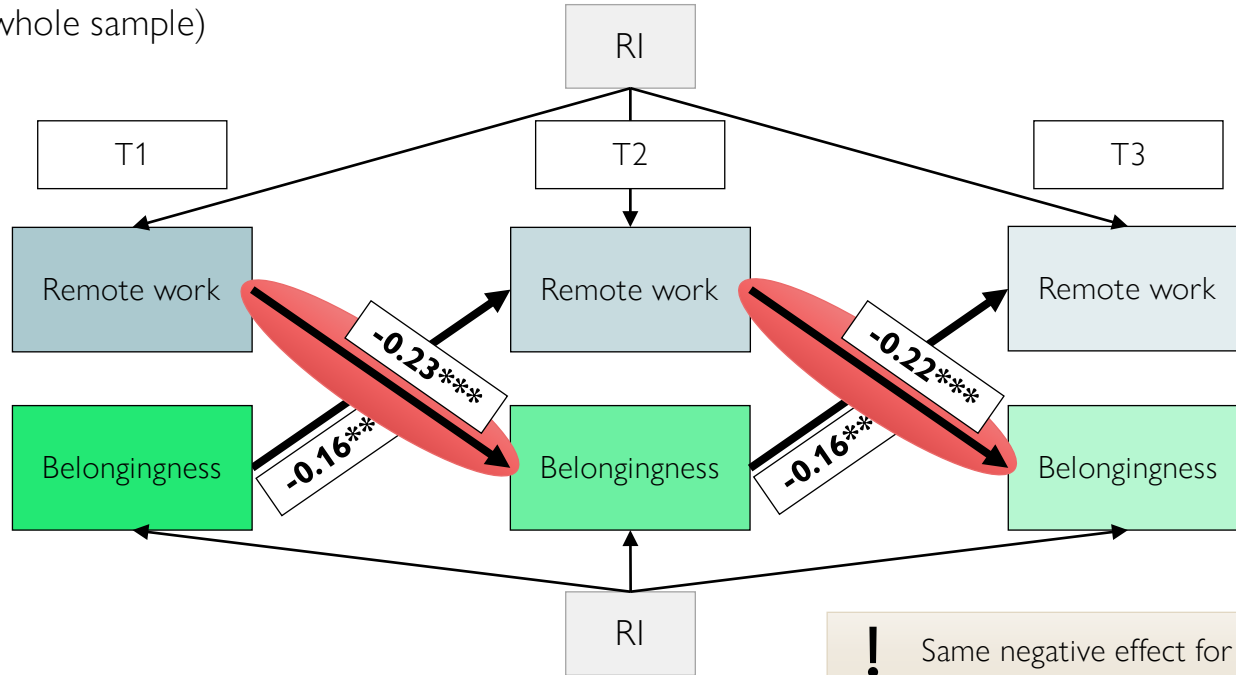 whole sample)
RI
T1
T2
T3
Remote work
Remote work
Remote work
-0.23***
-0.22***
-0.16**
-0.16**
Belongingness
Belongingness
Belongingness
RI
! Same negative effect for